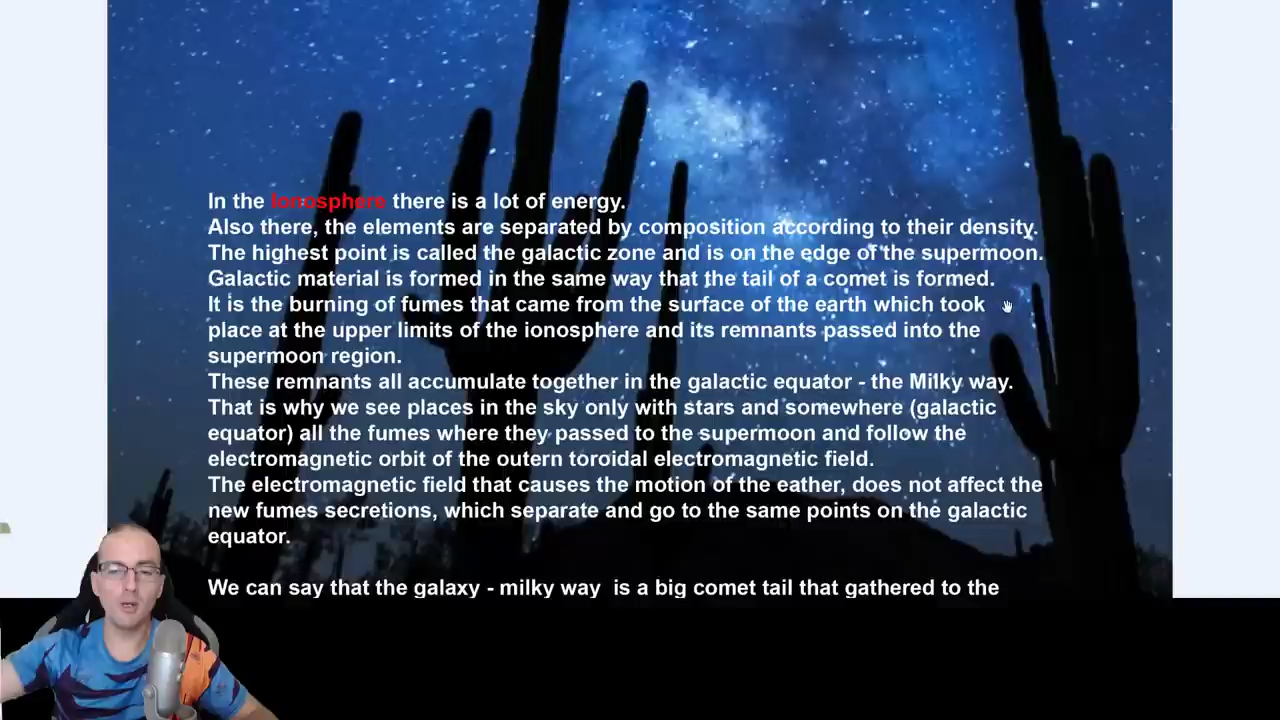 In the Ionosphere there is a lot of energy.
Also there, the elements are separated by composition according to their density.
The highest point is called the galactic zone and is on the edge of the supermoon.
Galactic material is formed in the same way that the tail of a comet is formed.
It is the burning of fumes that came from the surface of the earth which took
place at the upper limits of the ionosphere and its remnants passed into the
supermoon region.
These remnants all accumulate together in the galactic equator - the Milky way.
That is why we see places in the sky only with stars and somewhere (galactic
equator) all the fumes where they passed to the supermoon and follow the
electromagnetic orbit of the outern toroidal electromagnetic field.
The electromagnetic field that causes the motion of the eather, does not affect the
new fumes secretions, which separate and go to the same points on the galactic
equator.
We can say that the galaxy - milky way  is a big comet tail that gathered to the